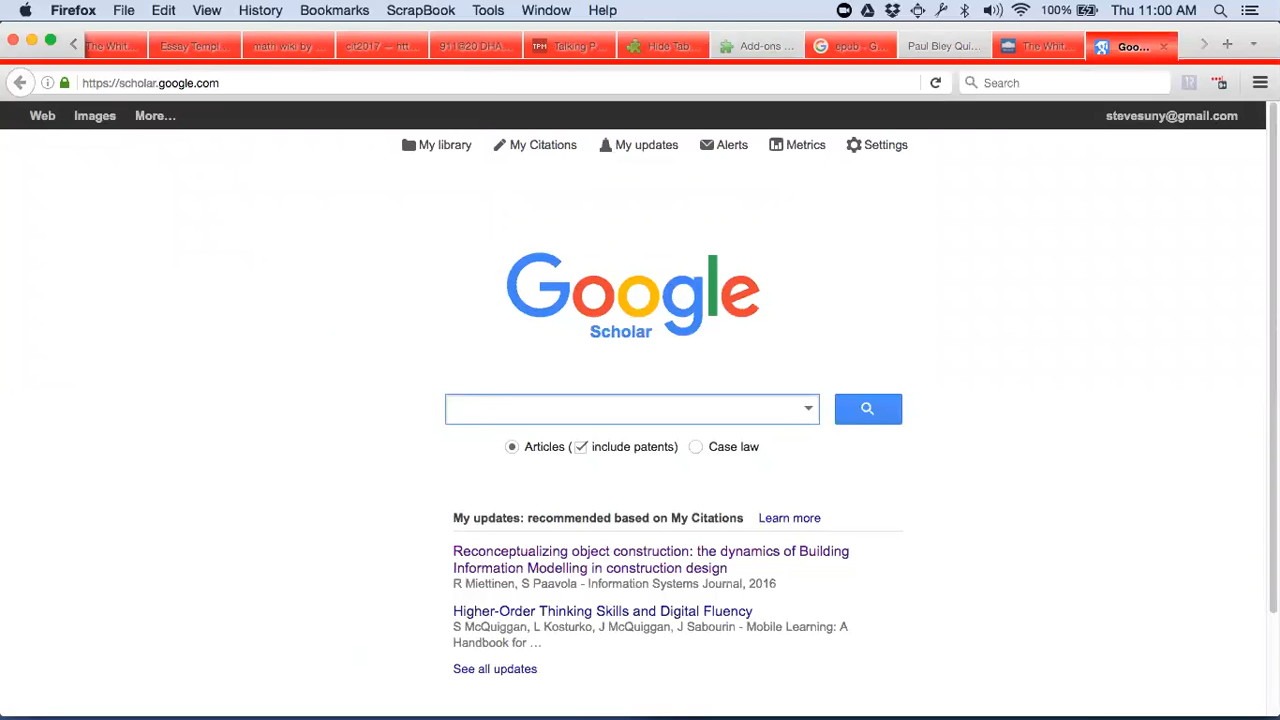 Firefox File Edit View History Bookmarks ScrapBook Tools Window Help 100% Thu 11:00 AM
The Whit... Essay Templ... math wiki by ... cit2017 — htt... 911@20 DHA... Talking P... Hide Tab... Add-ons ... cpub - G... Paul Bley Qui... The Whit... Goo...
https://scholar.google.com Search
Web Images More... stevesuny@gmail.com
My library My Citations My updates Alerts Metrics Settings
Google
Scholar
Articles (include patents) Case law
My updates: recommended based on My Citations Learn more
Reconceptualizing object construction: the dynamics of Building
Information Modelling in construction design
R Miettinen, S Paavola - Information Systems Journal, 2016
Higher-Order Thinking Skills and Digital Fluency
S McQuiggan, L Kosturko, J McQuiggan, J Sabourin - Mobile Learning: A
Handbook for ...
See all updates